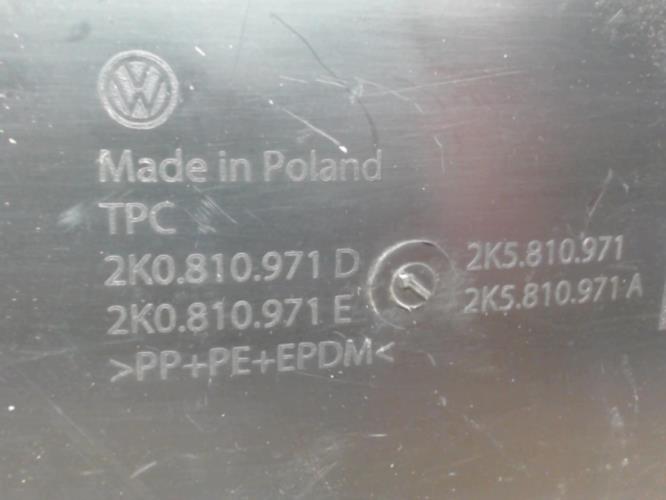 VW
Made in Poland
TPC
2K0.810.971 D
2K0.810.971 E
>PP+PE+EPDM<
2K5.810.971
2K5.810.971 A